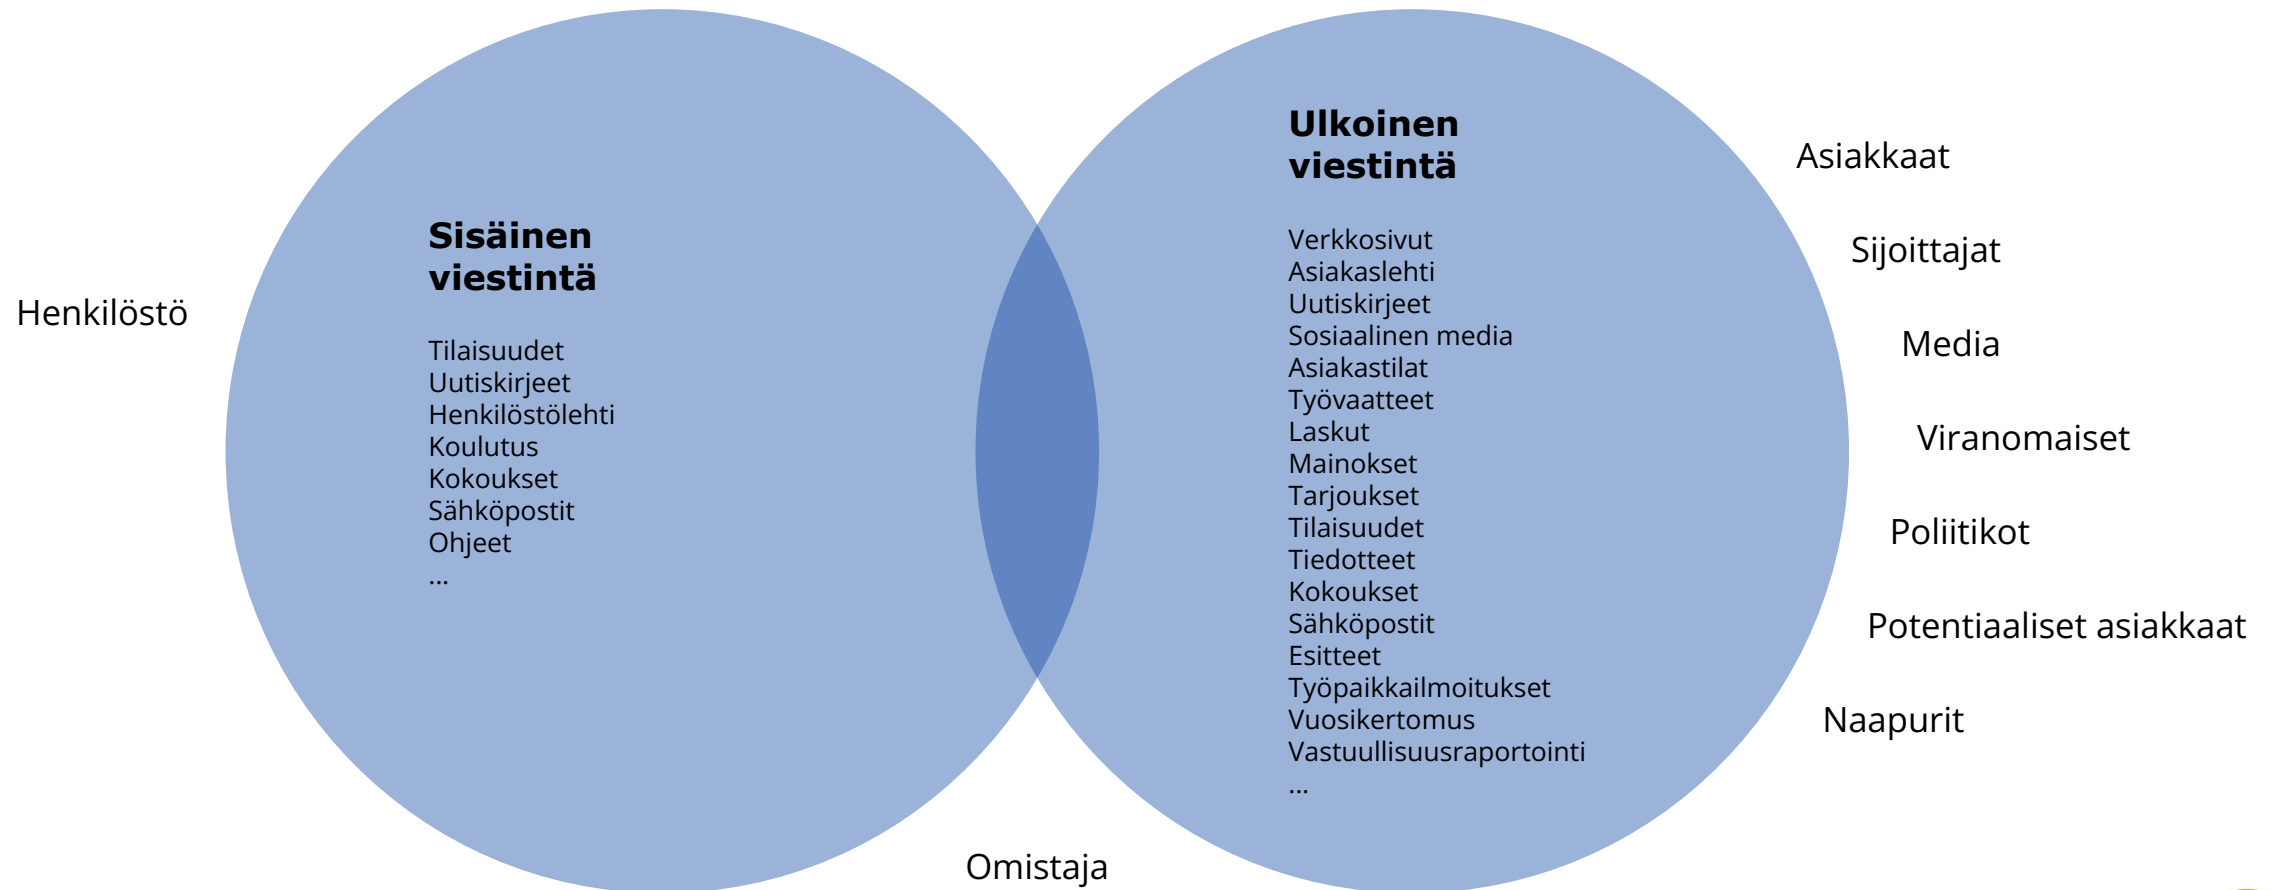 Henkilöstö
Sisäinen
viestintä
Tilaisuudet
Uutiskirjeet
Henkilöstölehti
Koulutus
Kokoukset
Sähköpostit
Ohjeet
...
Ulkoinen
viestintä
Verkkosivut
Asiakaslehti
Uutiskirjeet
Sosiaalinen media
Asiakastilat
Työvaatteet
Laskut
Mainokset
Tarjoukset
Tilaisuudet
Tiedotteet
Kokoukset
Sähköpostit
Esitteet
Työpaikkailmoitukset
Vuosikertomus
Vastuullisuusraportointi
...
Asiakkaat
Sijoittajat
Media
Viranomaiset
Poliitikot
Potentiaaliset asiakkaat
Naapurit
Omistaja